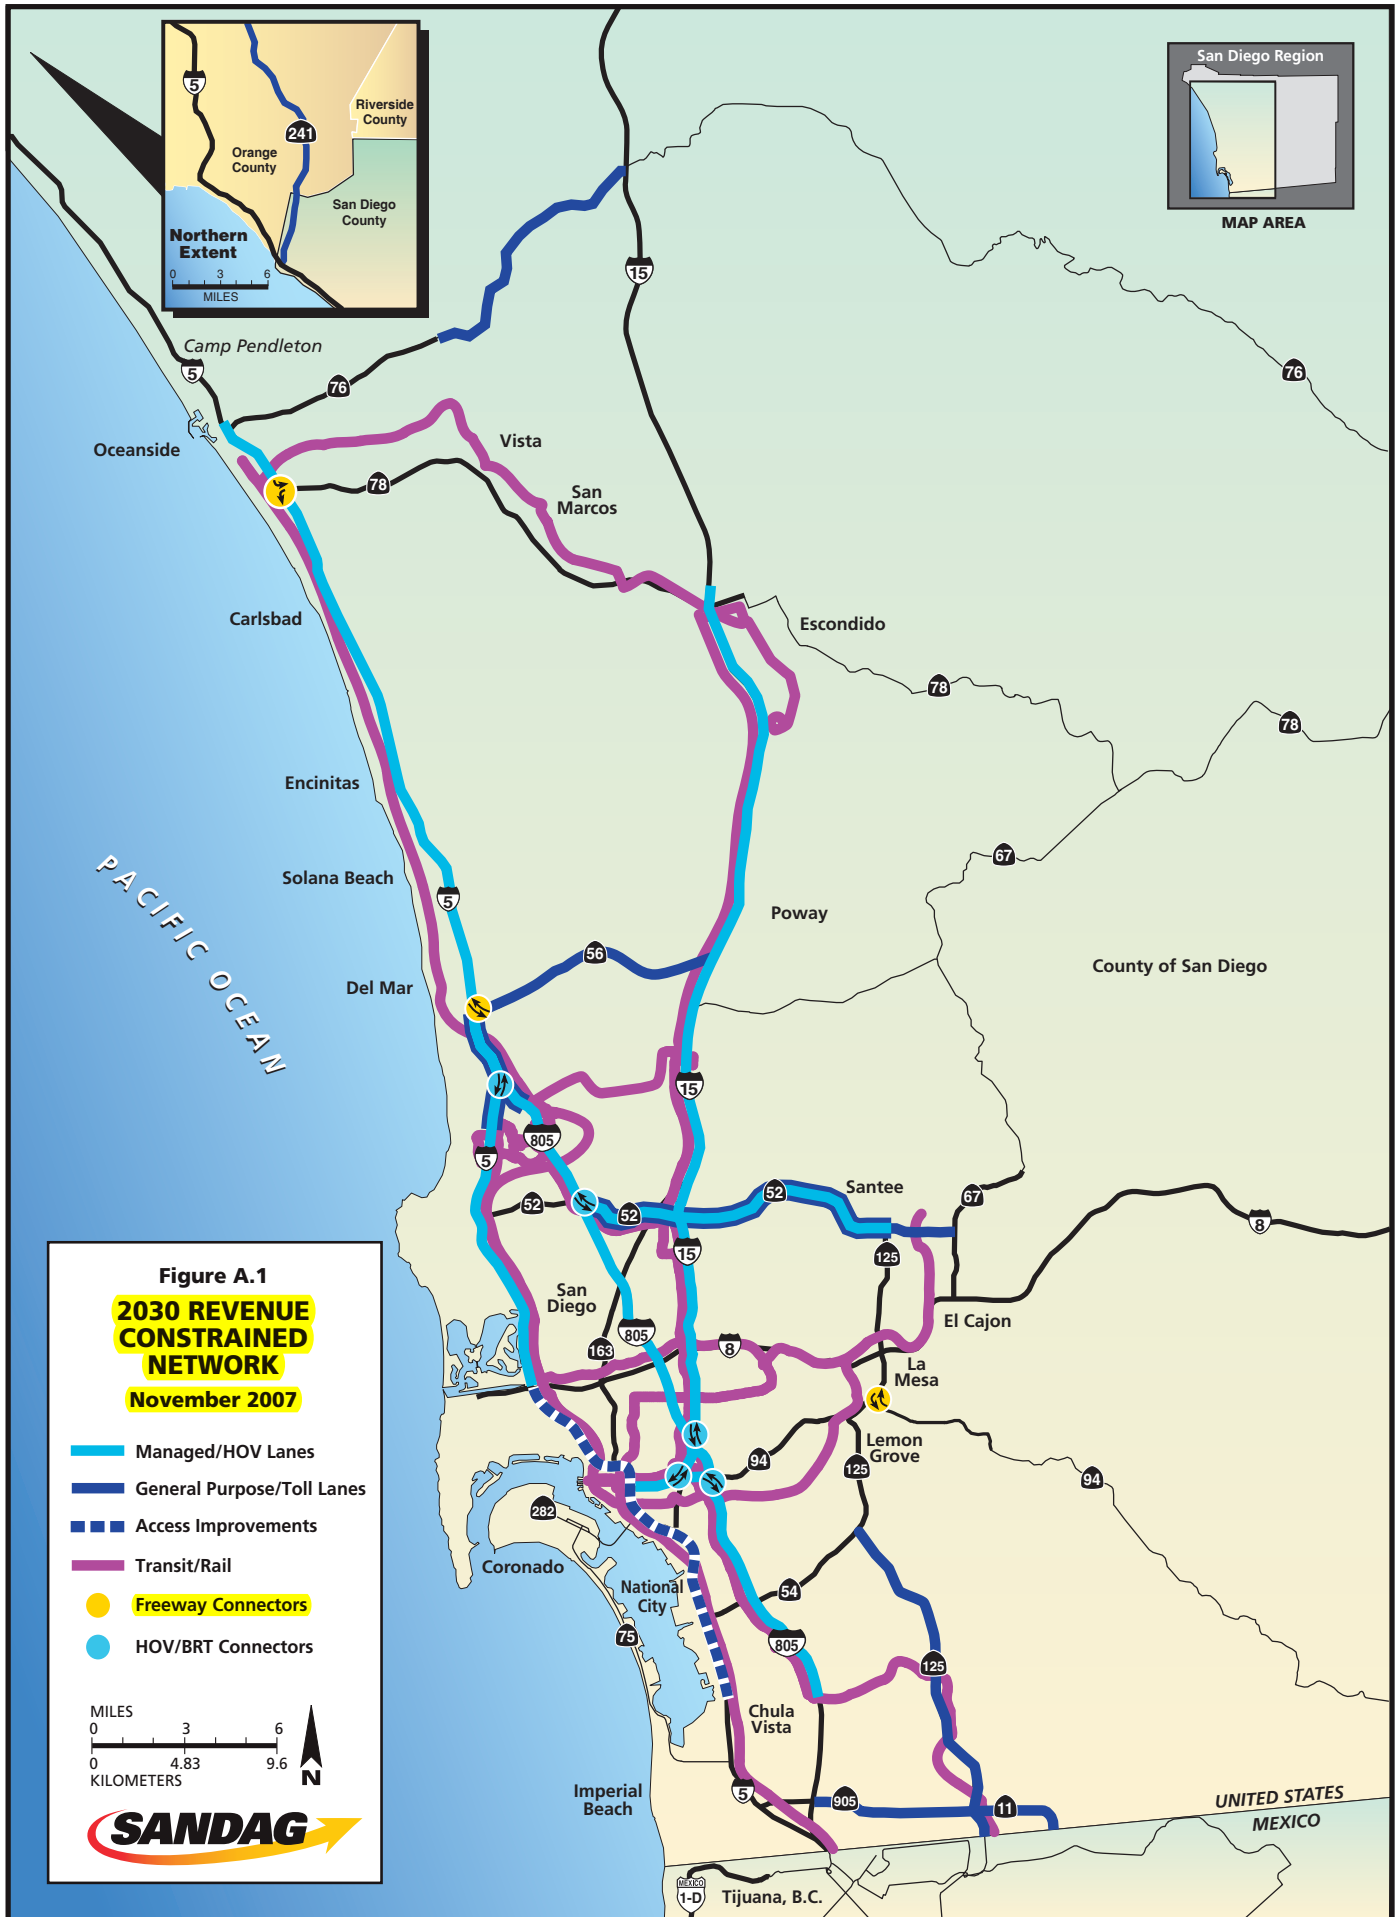 5
241
Riverside
County
Orange
County
San Diego
County
Northern
Extent
0 3 6
MILES
San Diego Region
MAP AREA
15
Camp Pendleton
5
76
76
Oceanside
Vista
78
San
Marcos
Carlsbad
Escondido
78
78
Encinitas
67
Solana Beach
5
Poway
PACIFIC OCEAN
56
County of San Diego
Del Mar
15
805
5
52
52
52
Santee
67
8
125
15
San
Diego
El Cajon
805
163
8
La
Mesa
Lemon
Grove
94
125
94
282
Coronado
National
City
54
75
805
125
Chula
Vista
Imperial
Beach
5
905
11
UNITED STATES
MEXICO
MEXICO
1-D
Tijuana, B.C.
Figure A.1
2030 REVENUE
CONSTRAINED
NETWORK
November 2007
Managed/HOV Lanes
General Purpose/Toll Lanes
Access Improvements
Transit/Rail
Freeway Connectors
HOV/BRT Connectors
MILES
0 3 6
0 4.83 9.6
KILOMETERS
N
SANDAG